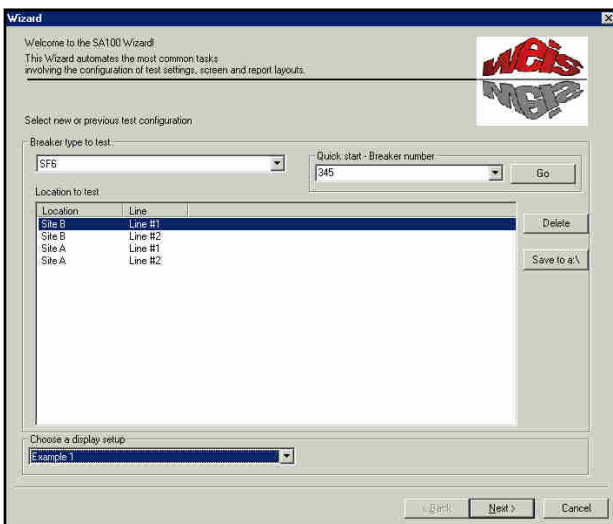 Wizard
Welcome to the SA100 Wizard!
This Wizard automates the most common tasks
involving the configuration of test settings, screen and report layouts.
weis
Select new or previous test configuration
Breaker type to test
SF6
Quick start - Breaker number
345
Go
Location to test
Location Line
Site B Line #1
Site B Line #2
Site A Line #1
Site A Line #2
Delete
Save to a:\
Choose a display setup
Example 1
< Back
Next >
Cancel